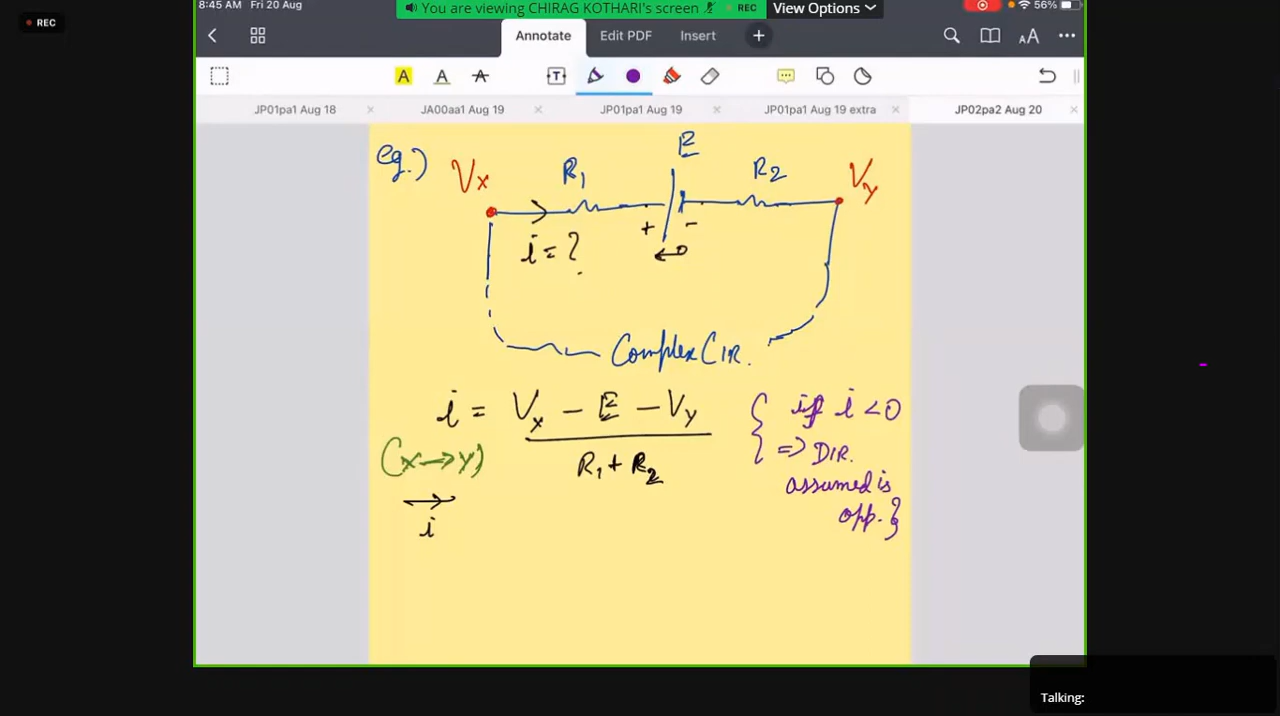 8:45 AM Fri 20 Aug
You are viewing CHIRAG KOTHARI's screen
REC
View Options
56%
REC
Annotate
Edit PDF
Insert
AA
A A A T
JP01pa1 Aug 18
JA00aa1 Aug 19
JP01pa1 Aug 19
JP01pa1 Aug 19 extra
JP02pa2 Aug 20
eg.)
Vx R1 E R2 Vy
+ -
i = ?
Complex CIR.
i = Vx - E - Vy
R1 + R2
(x→y)
i
{ if i < 0
=> DIR.
assumed is
opp. }
Talking: